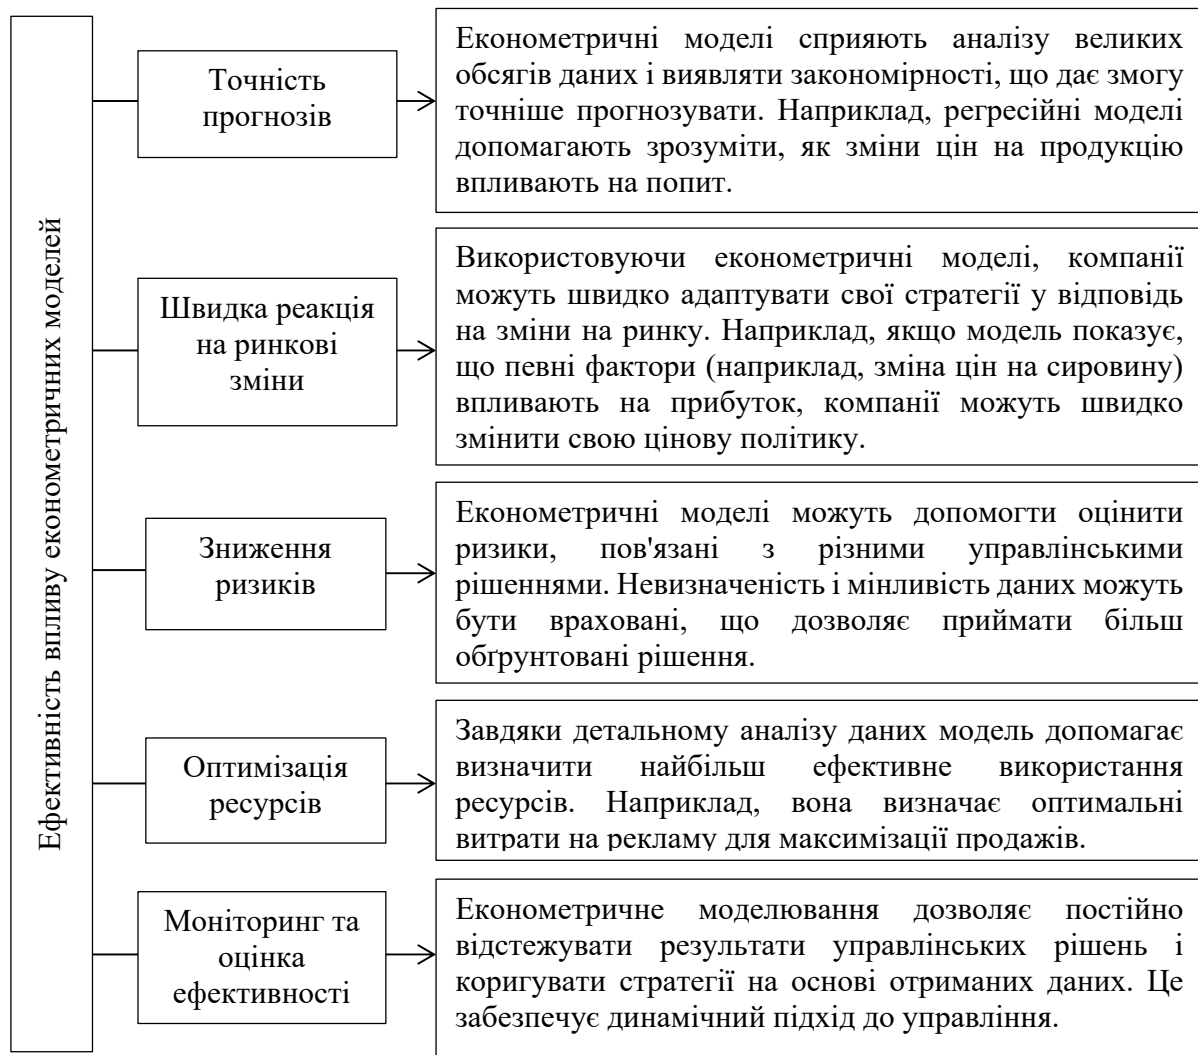 Ефективність впливу економетричних моделей
Точність
прогнозів
Економетричні моделі сприяють аналізу великих
обсягів даних і виявляти закономірності, що дає змогу
точніше прогнозувати. Наприклад, регресійні моделі
допомагають зрозуміти, як зміни цін на продукцію
впливають на попит.
Швидка реакція
на ринкові
зміни
Використовуючи економетричні моделі, компанії
можуть швидко адаптувати свої стратегії у відповідь
на зміни на ринку. Наприклад, якщо модель показує,
що певні фактори (наприклад, зміна цін на сировину)
впливають на прибуток, компанії можуть швидко
змінити свою цінову політику.
Зниження
ризиків
Економетричні моделі можуть допомогти оцінити
ризики, пов'язані з різними управлінськими
рішеннями. Невизначеність і мінливість даних можуть
бути враховані, що дозволяє приймати більш
обґрунтовані рішення.
Оптимізація
ресурсів
Завдяки детальному аналізу даних модель допомагає
визначити найбільш ефективне використання
ресурсів. Наприклад, вона визначає оптимальні
витрати на рекламу для максимізації продажів.
Моніторинг та
оцінка
ефективності
Економетричне моделювання дозволяє постійно
відстежувати результати управлінських рішень і
коригувати стратегії на основі отриманих даних. Це
забезпечує динамічний підхід до управління.